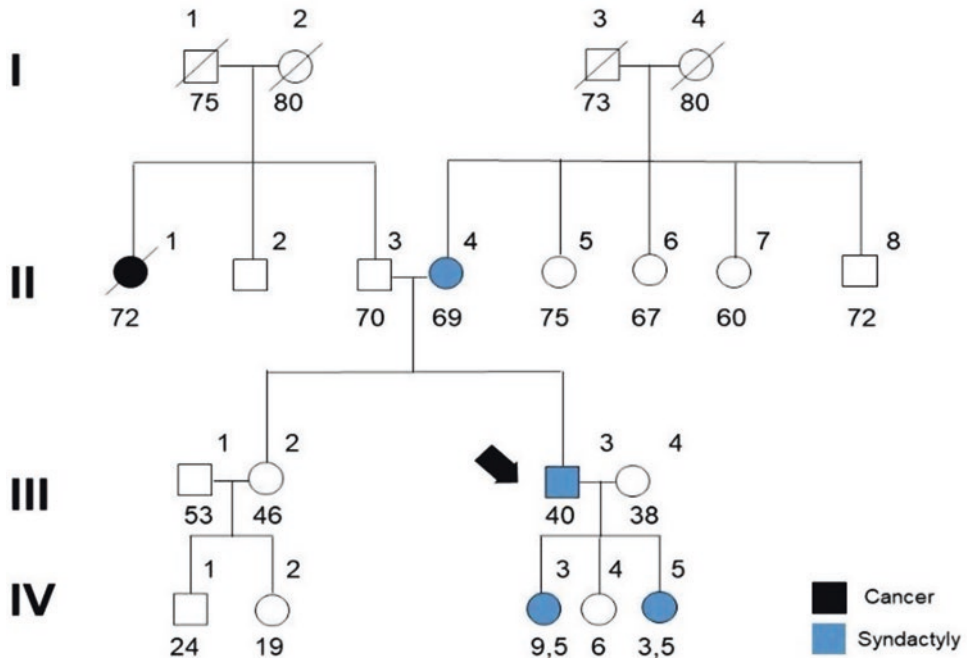 1 2 3 4
I
75 80 73 80
1 2 3 4 5 6 7 8
II
72 70 69 75 67 60 72
1 2 3 4
III
53 46 40 38
1 2 3 4 5
IV
24 19 9,5 6 3,5
Cancer
Syndactyly